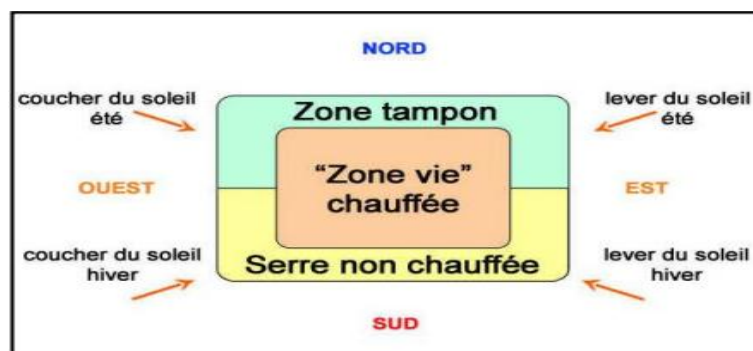 NORD
coucher du soleil
été
lever du soleil
été
Zone tampon
"Zone vie"
chauffée
OUEST
EST
coucher du soleil
hiver
lever du soleil
hiver
Serre non chauffée
SUD